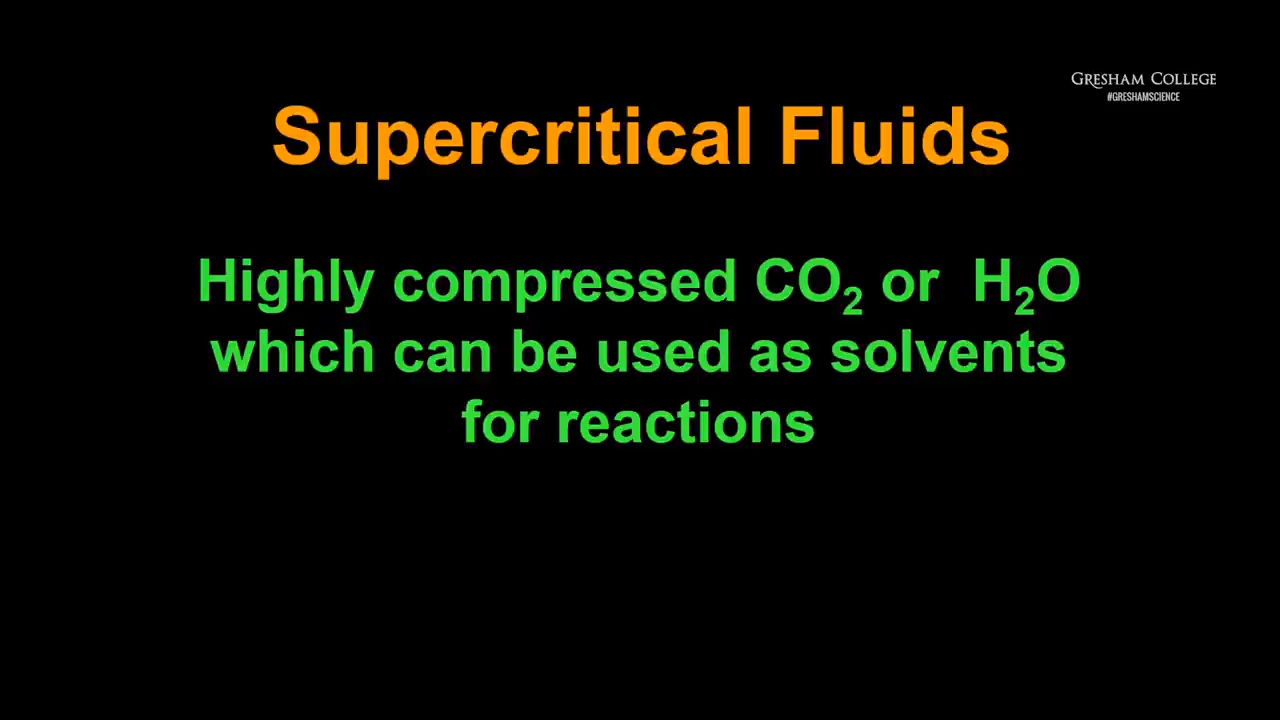 GRESHAM COLLEGE
#GRESHAMSCIENCE
Supercritical Fluids
Highly compressed CO₂ or H₂O
which can be used as solvents
for reactions